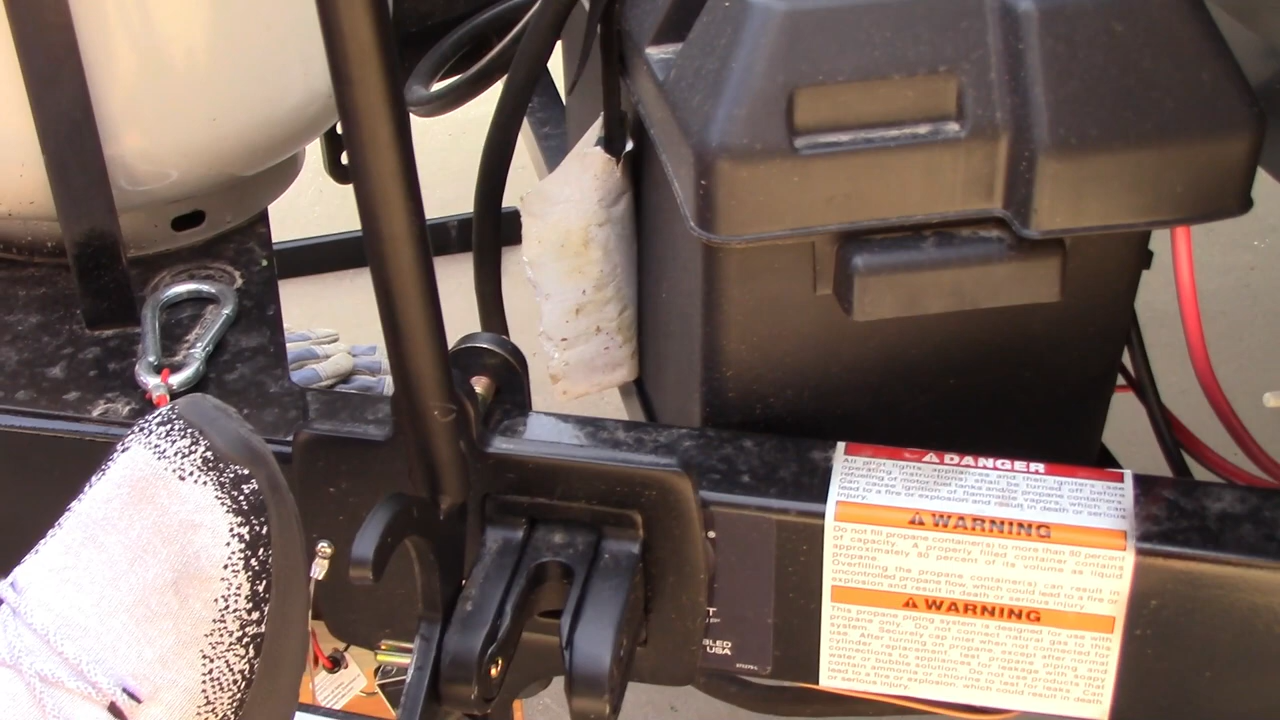 DANGER
All pilot lights, appliances and their igniters (see
operating instructions) shall be turned off before
refueling of motor fuel tanks and/or propane containers.
Can cause ignition of flammable vapors, which can
lead to a fire or explosion and result in death or serious
injury.
WARNING
Do not fill propane container(s) to more than 80 percent
of capacity. A properly filled container contains
approximately 80 percent of its volume as liquid
propane.
Overfilling the propane container(s) can result in
uncontrolled propane flow, which could lead to a fire or
explosion and result in death or serious injury.
WARNING
This propane piping system is designed for use with
propane only. Do not connect natural gas to this
system. Securely cap inlet when not connected for
use. After turning on propane, except after normal
cylinder replacement, test propane piping and
connections to appliances for leakage with soapy
water or bubble solution. Do not use products that
contain ammonia or chlorine to test for leaks. Can
lead to a fire or explosion, which could result in death
or serious injury.
T
BLED
USA